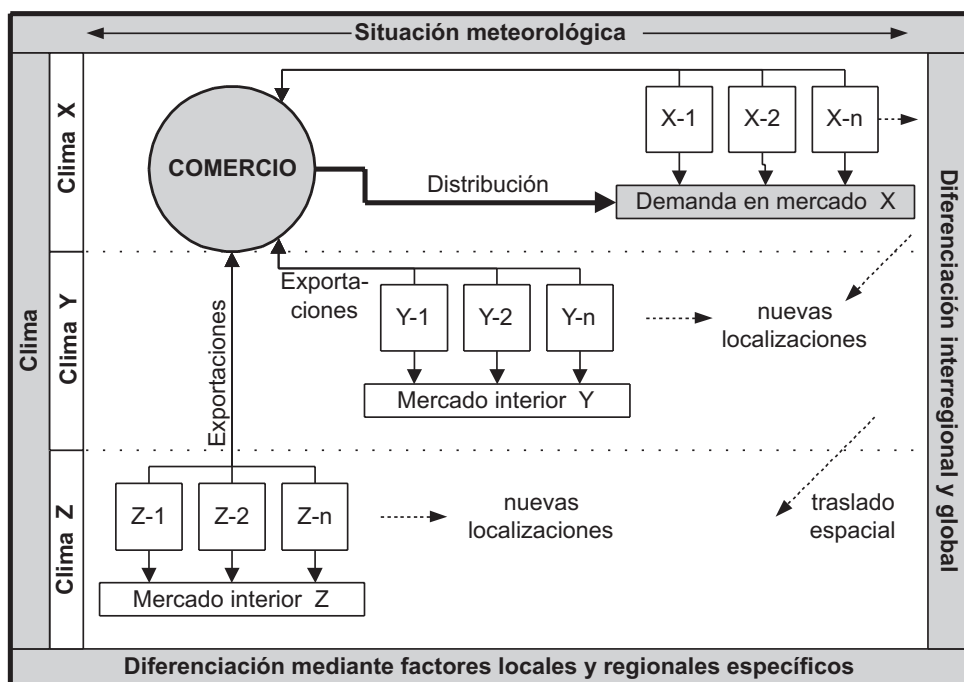 Situación meteorológica
Clima
Clima X
COMERCIO
X-1
X-2
X-n
Distribución
Demanda en mercado X
Clima Y
Exporta-
ciones
Y-1
Y-2
Y-n
nuevas
localizaciones
Mercado interior Y
Exportaciones
Clima Z
Z-1
Z-2
Z-n
nuevas
localizaciones
traslado
espacial
Mercado interior Z
Diferenciación interregional y global
Diferenciación mediante factores locales y regionales específicos